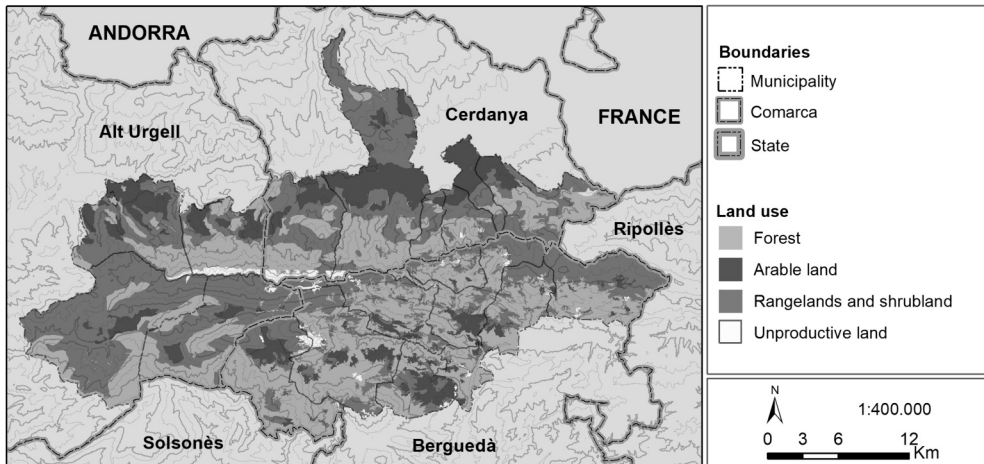 ANDORRA
Cerdanya
FRANCE
Alt Urgell
Ripollès
Solsonès
Berguedà
Boundaries
Municipality
Comarca
State
Land use
Forest
Arable land
Rangelands and shrubland
Unproductive land
N
1:400.000
0 3 6 12
Km